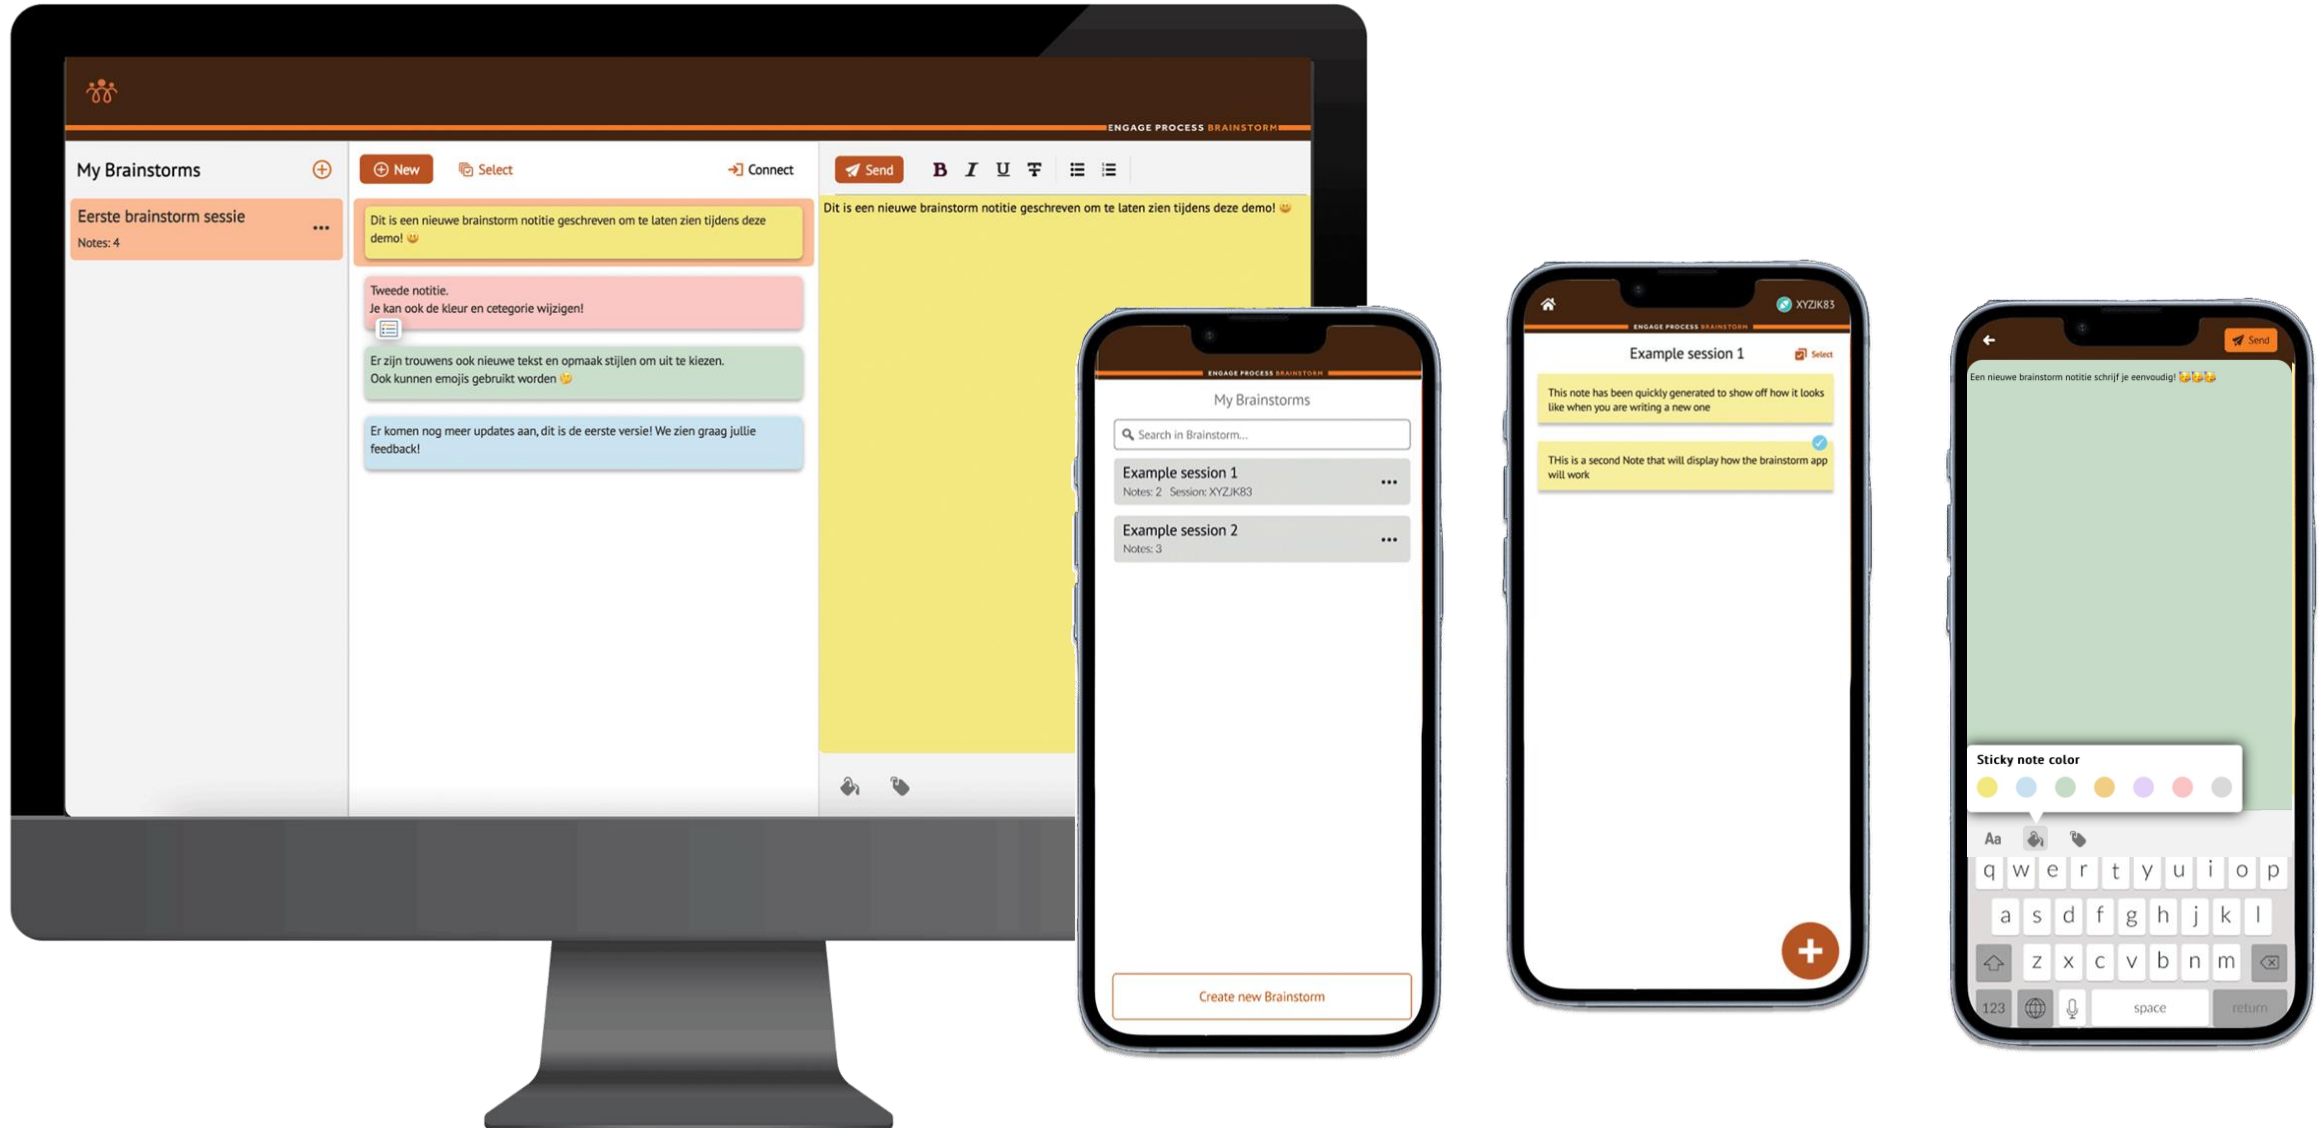 ENGAGE PROCESS BRAINSTORM
My Brainstorms
Eerste brainstorm sessie
Notes: 4
New
Select
Connect
Dit is een nieuwe brainstorm notitie geschreven om te laten zien tijdens deze
demo! 😀
Tweede notitie.
Je kan ook de kleur en cetegorie wijzigen!
Er zijn trouwens ook nieuwe tekst en opmaak stijlen om uit te kiezen.
Ook kunnen emojis gebruikt worden 🤔
Er komen nog meer updates aan, dit is de eerste versie! We zien graag jullie
feedback!
Send B I U T
Dit is een nieuwe brainstorm notitie geschreven om te laten zien tijdens deze demo! 😀
ENGAGE PROCESS BRAINSTORM
My Brainstorms
Search in Brainstorm...
Example session 1
Notes: 2 Session: XYZJK83
Example session 2
Notes: 3
Create new Brainstorm
XYZJK83
ENGAGE PROCESS BRAINSTORM
Example session 1
Select
This note has been quickly generated to show off how it looks
like when you are writing a new one
THis is a second Note that will display how the brainstorm app
will work
Send
Een nieuwe brainstorm notitie schrijf je eenvoudig! 🥳🥳🥳
Sticky note color
Aa
q w e r t y u i o p
a s d f g h j k l
z x c v b n m
123 space return